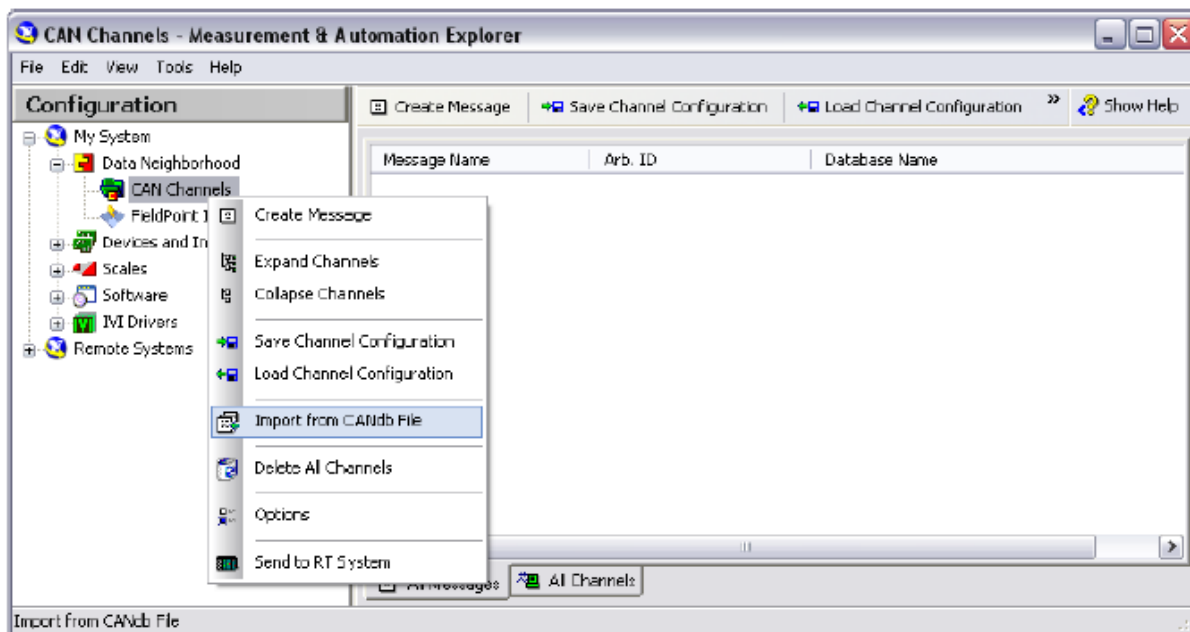 CAN Channels - Measurement & Automation Explorer
File Edit View Tools Help
Configuration
Create Message
Save Channel Configuration
Load Channel Configuration
»
Show Help
My System
Data Neighborhood
CAN Channels
FieldPoint
Devices and In
Scales
Software
IVI Drivers
Remote Systems
Message Name
Arb. ID
Database Name
Create Message
Expand Channels
Collapse Channels
Save Channel Configuration
Load Channel Configuration
Import from CANdb File
Delete All Channels
Options
Send to RT System
All Messages
All Channels
Import from CANdb File